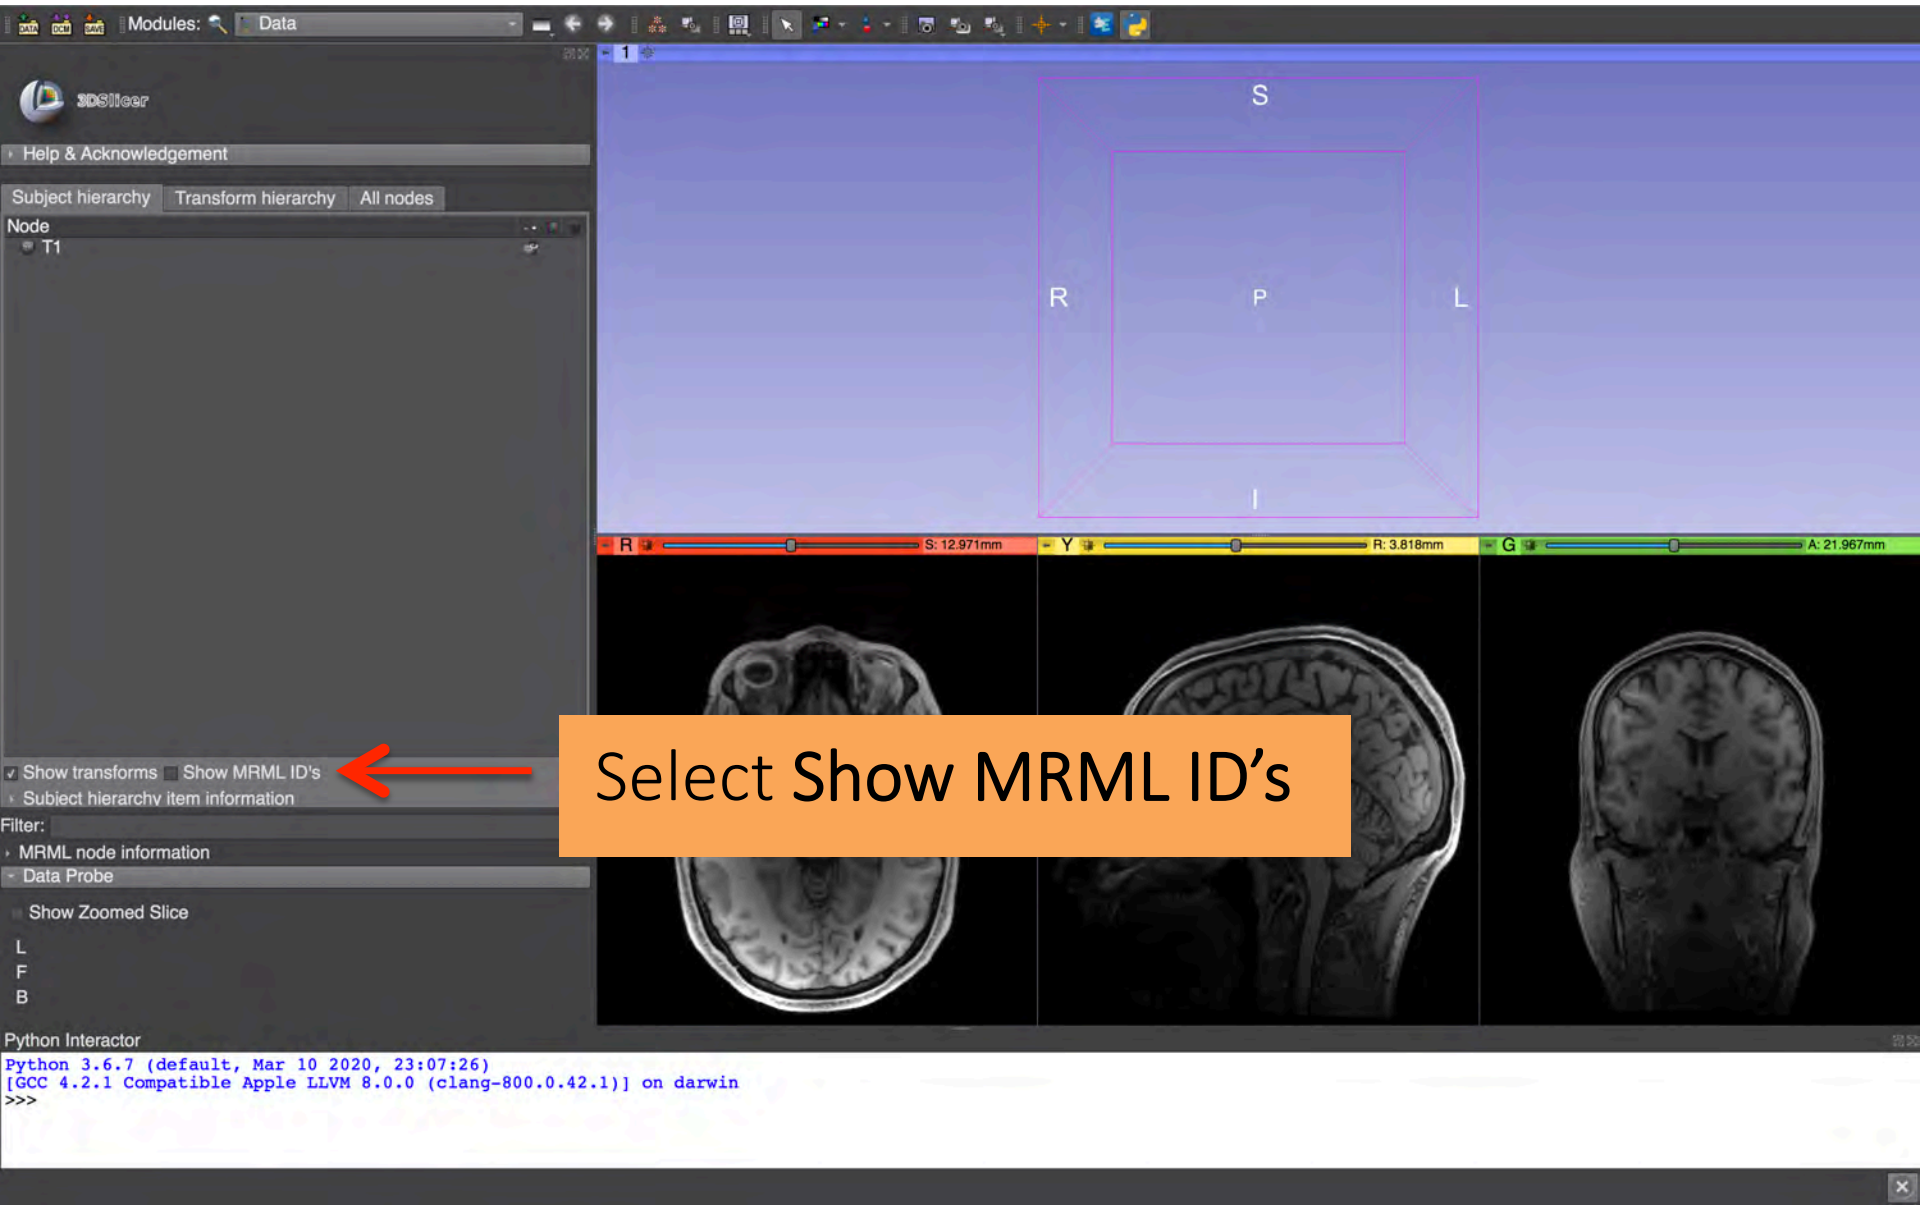 DATA DCM SAVE Modules: Data
1
3DSlicer
Help & Acknowledgement
Subject hierarchy Transform hierarchy All nodes
Node
T1
S
R P L
I
R S: 12.971mm Y R: 3.818mm G A: 21.967mm
Select Show MRML ID’s
Show transforms Show MRML ID's
Subject hierarchy item information
Filter:
MRML node information
Data Probe
Show Zoomed Slice
L
F
B
Python Interactor
Python 3.6.7 (default, Mar 10 2020, 23:07:26)
[GCC 4.2.1 Compatible Apple LLVM 8.0.0 (clang-800.0.42.1)] on darwin
>>>